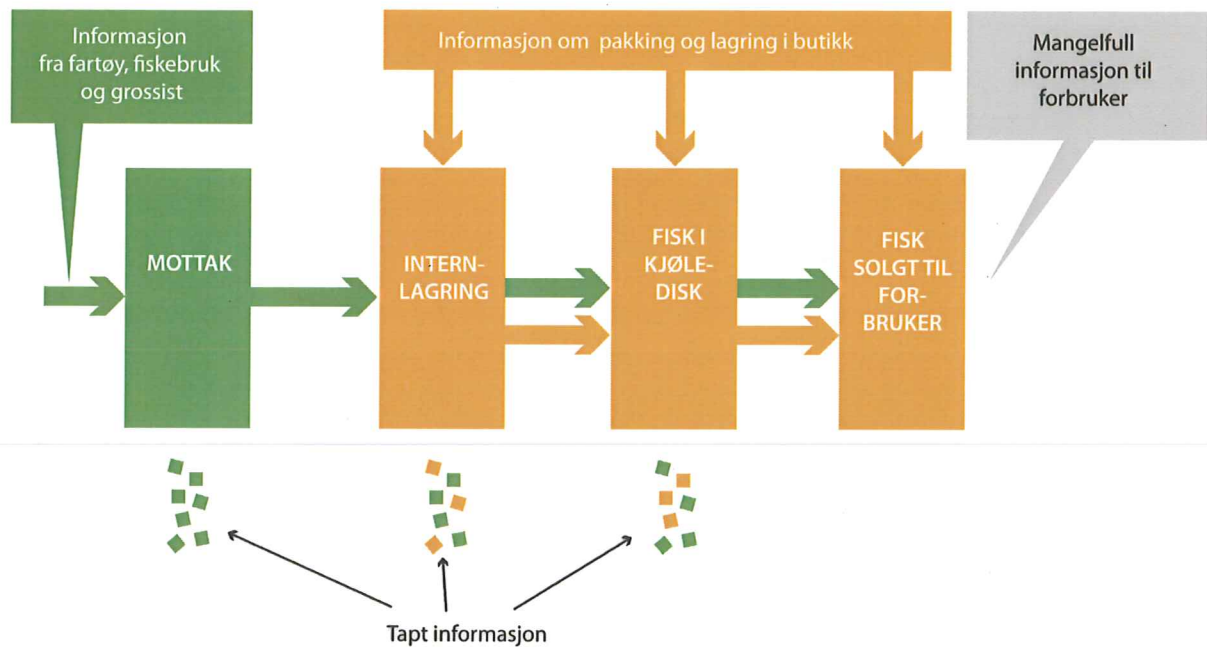 Informasjon
fra fartøy, fiskebruk
og grossist
Informasjon om pakking og lagring i butikk
Mangelfull
informasjon til
forbruker
MOTTAK
INTERN-
LAGRING
FISK I
KJØLE-
DISK
FISK
SOLGT TIL
FOR-
BRUKER
Tapt informasjon